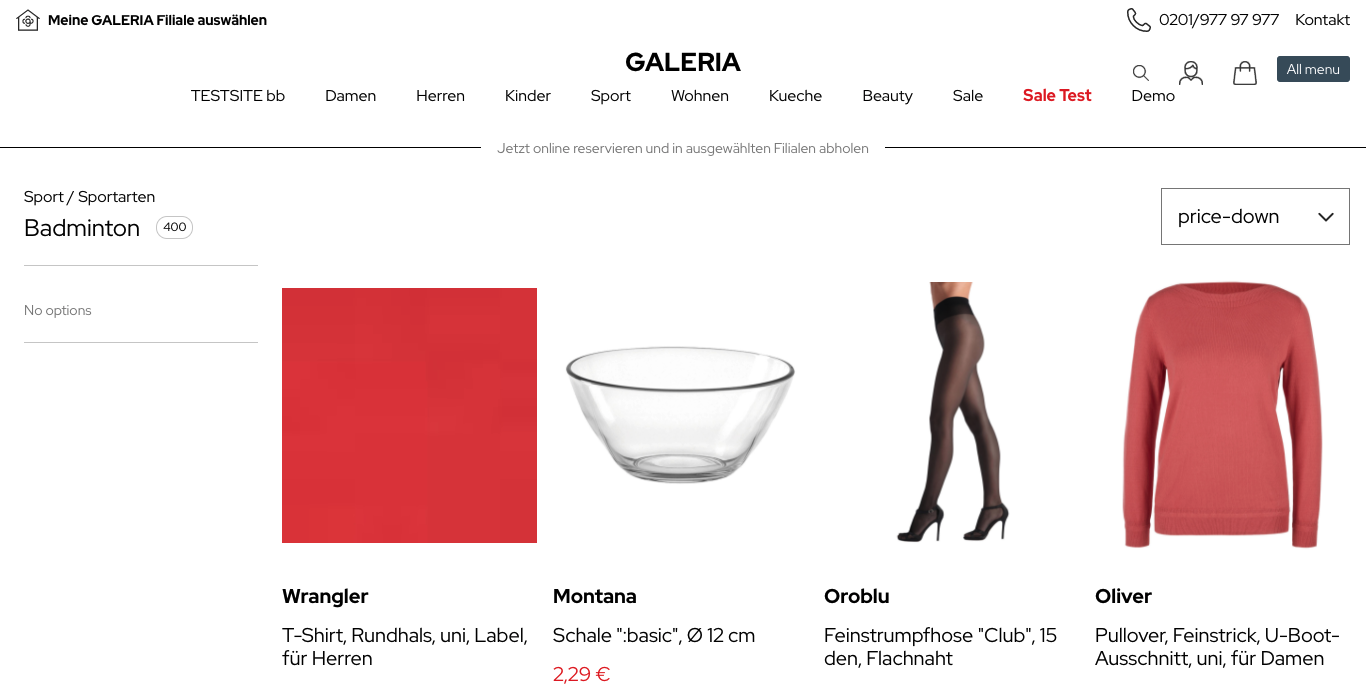 Meine GALERIA Filiale auswählen
0201/977 97 977 Kontakt
GALERIA
All menu
TESTSITE bb Damen Herren Kinder Sport Wohnen Kueche Beauty Sale Sale Test Demo
Jetzt online reservieren und in ausgewählten Filialen abholen
Sport / Sportarten
Badminton 400
price-down
No options
Wrangler
T-Shirt, Rundhals, uni, Label,
für Herren
Montana
Schale ":basic", Ø 12 cm
2,29 €
Oroblu
Feinstrumpfhose "Club", 15
den, Flachnaht
Oliver
Pullover, Feinstrick, U-Boot-
Ausschnitt, uni, für Damen